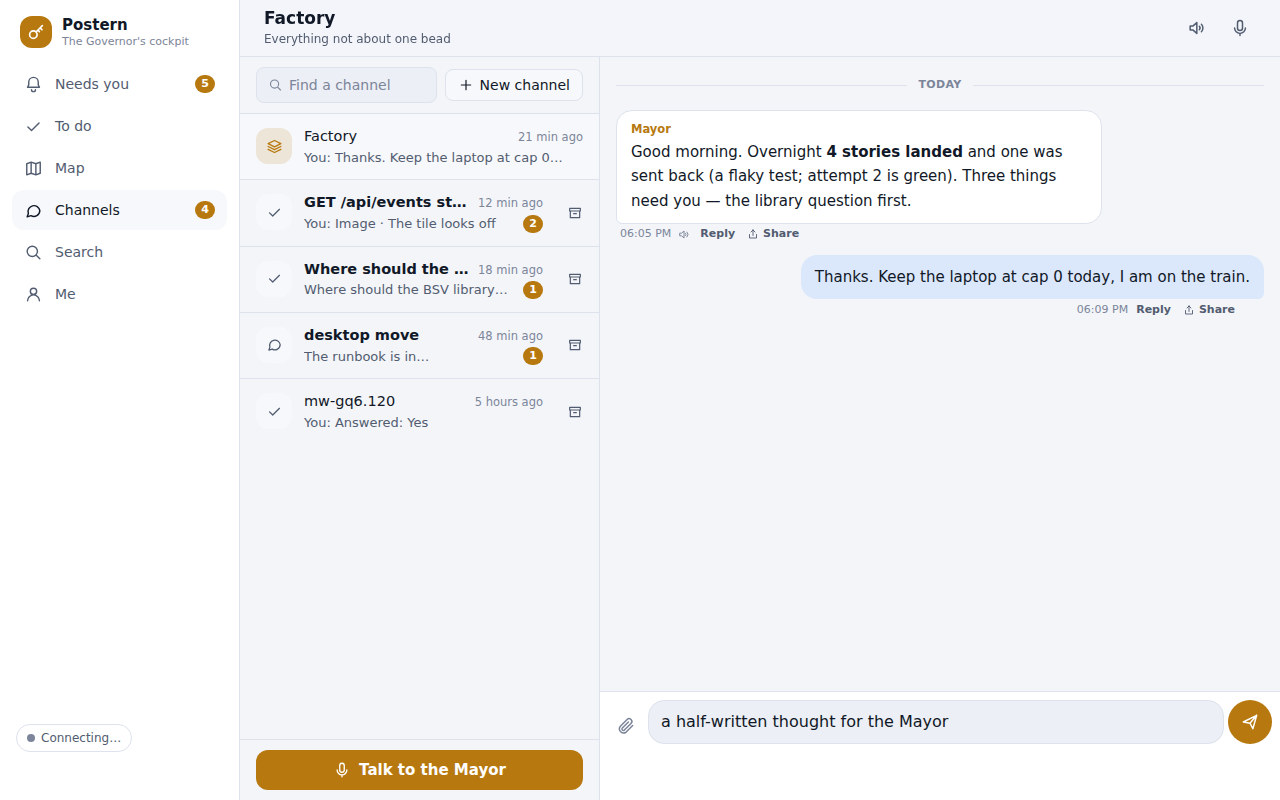 Postern
The Governor's cockpit
Needs you 5
To do
Map
Channels 4
Search
Me
Connecting…
Factory
Everything not about one bead
Find a channel
New channel
Factory 21 min ago
You: Thanks. Keep the laptop at cap 0…
GET /api/events st… 12 min ago
You: Image · The tile looks off 2
Where should the … 18 min ago
Where should the BSV library… 1
desktop move 48 min ago
The runbook is in… 1
mw-gq6.120 5 hours ago
You: Answered: Yes
Talk to the Mayor
TODAY
Mayor
Good morning. Overnight 4 stories landed and one was
sent back (a flaky test; attempt 2 is green). Three things
need you — the library question first.
06:05 PM Reply Share
Thanks. Keep the laptop at cap 0 today, I am on the train.
06:09 PM Reply Share
a half-written thought for the Mayor